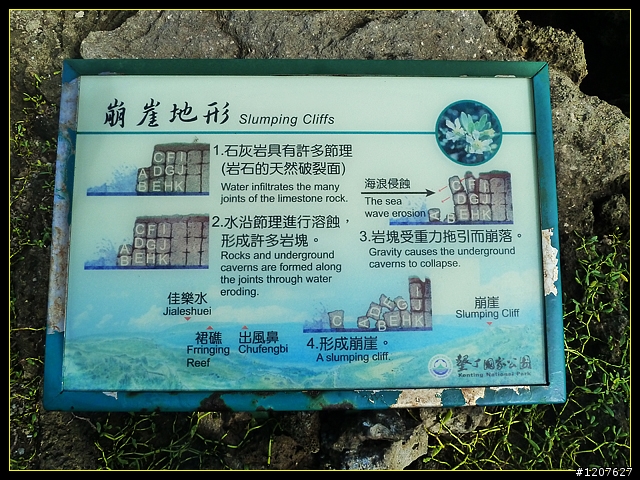 崩崖地形 Slumping Cliffs
1.石灰岩具有許多節理
(岩石的天然破裂面)
Water infiltrates the many
joints of the limestone rock.
CFIL
ADGJ
BEHK
2.水沿節理進行溶蝕，
形成許多岩塊。
Rocks and underground
caverns are formed along
the joints through water
eroding.
CFIL
ADGJ
BEHK
海浪侵蝕
The sea
wave erosion
3.岩塊受重力拖引而崩落。
Gravity causes the underground
caverns to collapse.
4.形成崩崖。
A slumping cliff.
佳樂水
Jialeshuei
裙礁
Frringing
Reef
出風鼻
Chufengbi
崩崖
Slumping Cliff
墾丁國家公園
Kenting National Park
#1207627